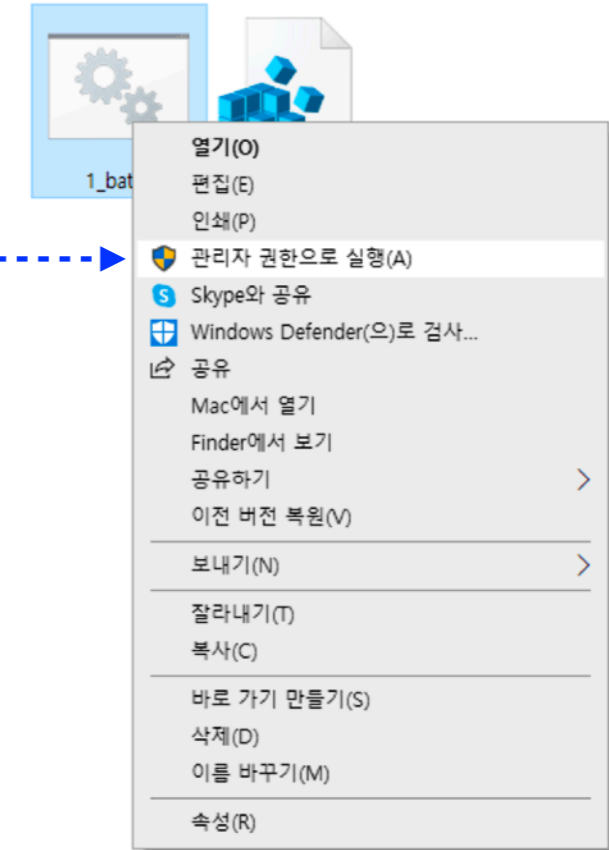 1_bat
열기(O)
편집(E)
인쇄(P)
관리자 권한으로 실행(A)
Skype와 공유
Windows Defender(으)로 검사...
공유
Mac에서 열기
Finder에서 보기
공유하기
이전 버전 복원(V)
보내기(N)
잘라내기(T)
복사(C)
바로 가기 만들기(S)
삭제(D)
이름 바꾸기(M)
속성(R)